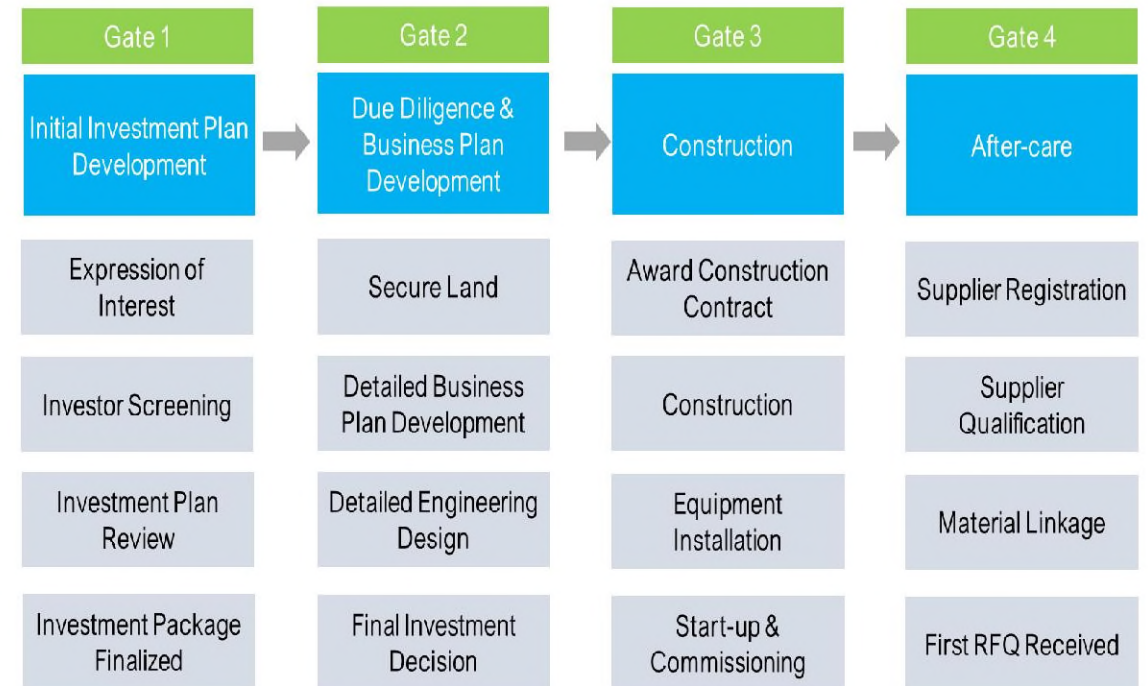 Gate 1
Gate 2
Gate 3
Gate 4
Initial Investment Plan
Development
Due Diligence &
Business Plan
Development
Construction
After-care
Expression of
Interest
Secure Land
Award Construction
Contract
Supplier Registration
Investor Screening
Detailed Business
Plan Development
Construction
Supplier
Qualification
Investment Plan
Review
Detailed Engineering
Design
Equipment
Installation
Material Linkage
Investment Package
Finalized
Final Investment
Decision
Start-up &
Commissioning
First RFQ Received